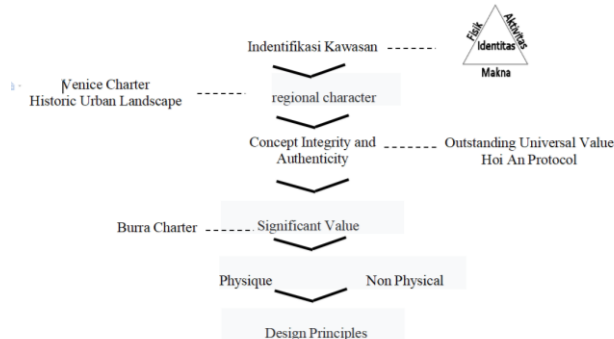 Indentifikasi Kawasan
Fisik
Aktivitas
Identitas
Makna
Venice Charter
Historic Urban Landscape
regional character
Concept Integrity and
Authenticity
Outstanding Universal Value
Hoi An Protocol
Burra Charter
Significant Value
Physique
Non Physical
Design Principles